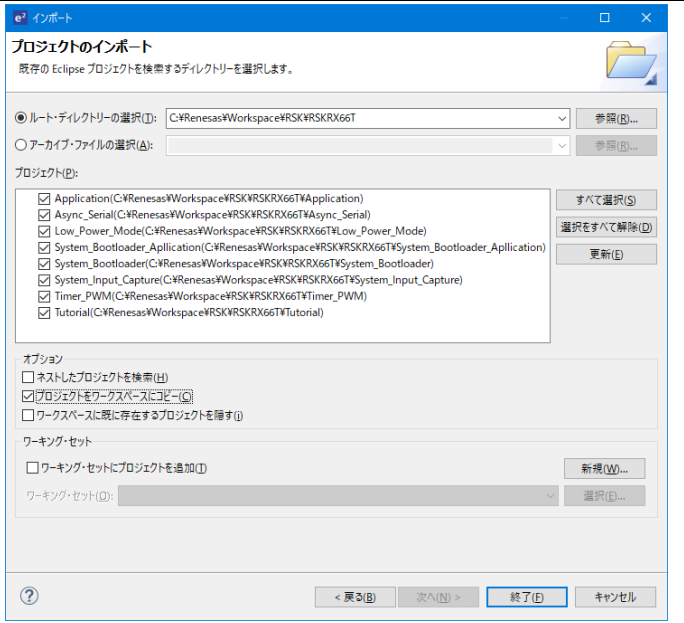 e² インポート
プロジェクトのインポート
既存の Eclipse プロジェクトを検索するディレクトリーを選択します。
ルート・ディレクトリーの選択(T): C:¥Renesas¥Workspace¥RSK¥RSKRX66T 参照(R)...
アーカイブ・ファイルの選択(A): 参照(R)...
プロジェクト(P):
Application(C:¥Renesas¥Workspace¥RSK¥RSKRX66T¥Application) すべて選択(S)
Async_Serial(C:¥Renesas¥Workspace¥RSK¥RSKRX66T¥Async_Serial)
Low_Power_Mode(C:¥Renesas¥Workspace¥RSK¥RSKRX66T¥Low_Power_Mode) 選択をすべて解除(D)
System_Bootloader_Apllication(C:¥Renesas¥Workspace¥RSK¥RSKRX66T¥System_Bootloader_Apllication)
System_Bootloader(C:¥Renesas¥Workspace¥RSK¥RSKRX66T¥System_Bootloader) 更新(E)
System_Input_Capture(C:¥Renesas¥Workspace¥RSK¥RSKRX66T¥System_Input_Capture)
Timer_PWM(C:¥Renesas¥Workspace¥RSK¥RSKRX66T¥Timer_PWM)
Tutorial(C:¥Renesas¥Workspace¥RSK¥RSKRX66T¥Tutorial)
オプション
ネストしたプロジェクトを検索(H)
プロジェクトをワークスペースにコピー(C)
ワークスペースに既に存在するプロジェクトを隠す(i)
ワーキング・セット
ワーキング・セットにプロジェクトを追加(T) 新規(W)...
ワーキング・セット(O): 選択(E)...
? < 戻る(B) 次へ(N) > 終了(F) キャンセル